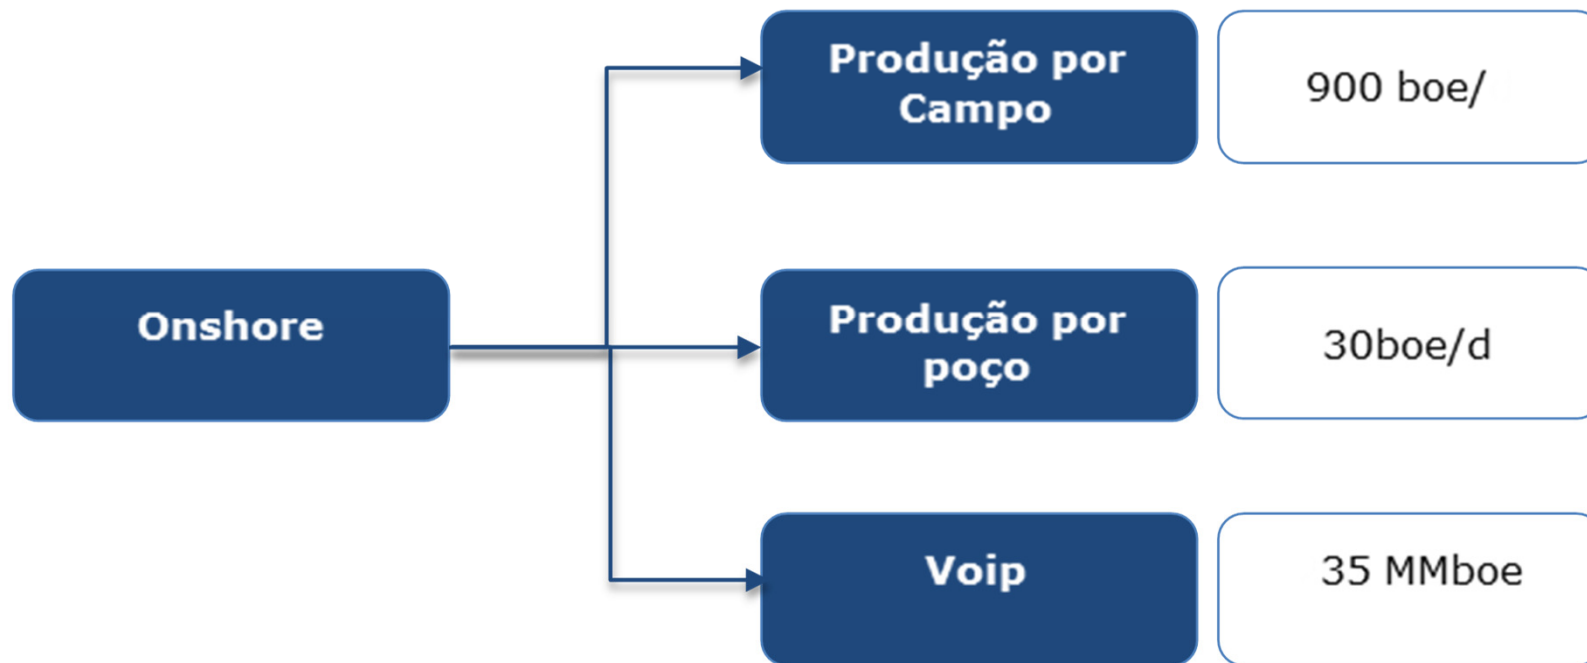 Produção por
Campo
900 boe/
Onshore
Produção por
poço
30boe/d
Voip
35 MMboe